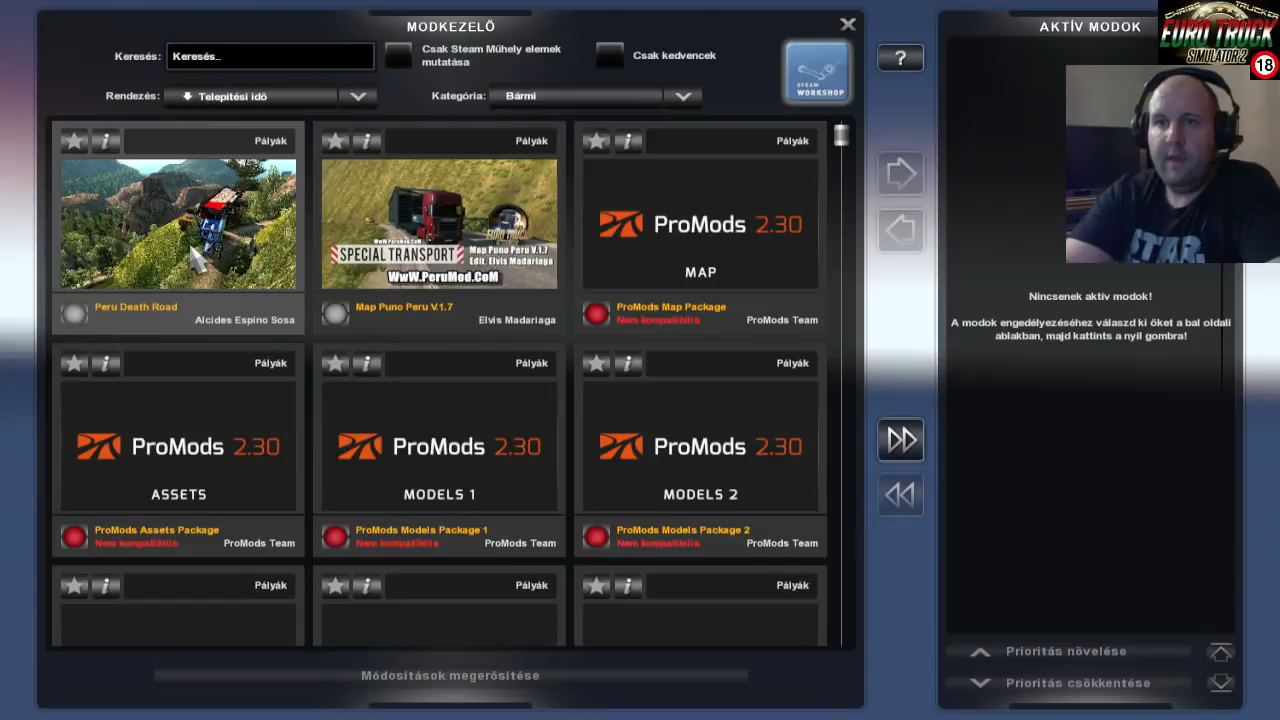 MODKEZELŐ
Keresés: Keresés..
Csak Steam Műhely elemek
mutatása
Csak kedvencek
STEAM
WORKSHOP
Rendezés: Telepítési idő
Kategória: Bármi
?
AKTÍV MODOK
EURO TRUCK
SIMULATOR 2
18
i Pályák
i Pályák
i Pályák
SPECIAL TRANSPORT
WwW.PeruMod.CoM
Map Puno Peru V.1.7
Edit. Elvis Madariaga
WwW.PeruMod.CoM
ProMods 2.30
MAP
Peru Death Road
Alcides Espino Sosa
Map Puno Peru V.1.7
Elvis Madariaga
ProMods Map Package
Nem kompatibilis
ProMods Team
Nincsenek aktív modok!
A modok engedélyezéséhez válaszd ki őket a bal oldali
ablakban, majd kattints a nyíl gombra!
i Pályák
i Pályák
i Pályák
ProMods 2.30
ASSETS
ProMods 2.30
MODELS 1
ProMods 2.30
MODELS 2
ProMods Assets Package
Nem kompatibilis
ProMods Team
ProMods Models Package 1
Nem kompatibilis
ProMods Team
ProMods Models Package 2
Nem kompatibilis
ProMods Team
i Pályák
i Pályák
i Pályák
Módosítások megerősítése
Prioritás növelése
Prioritás csökkentése
STAR